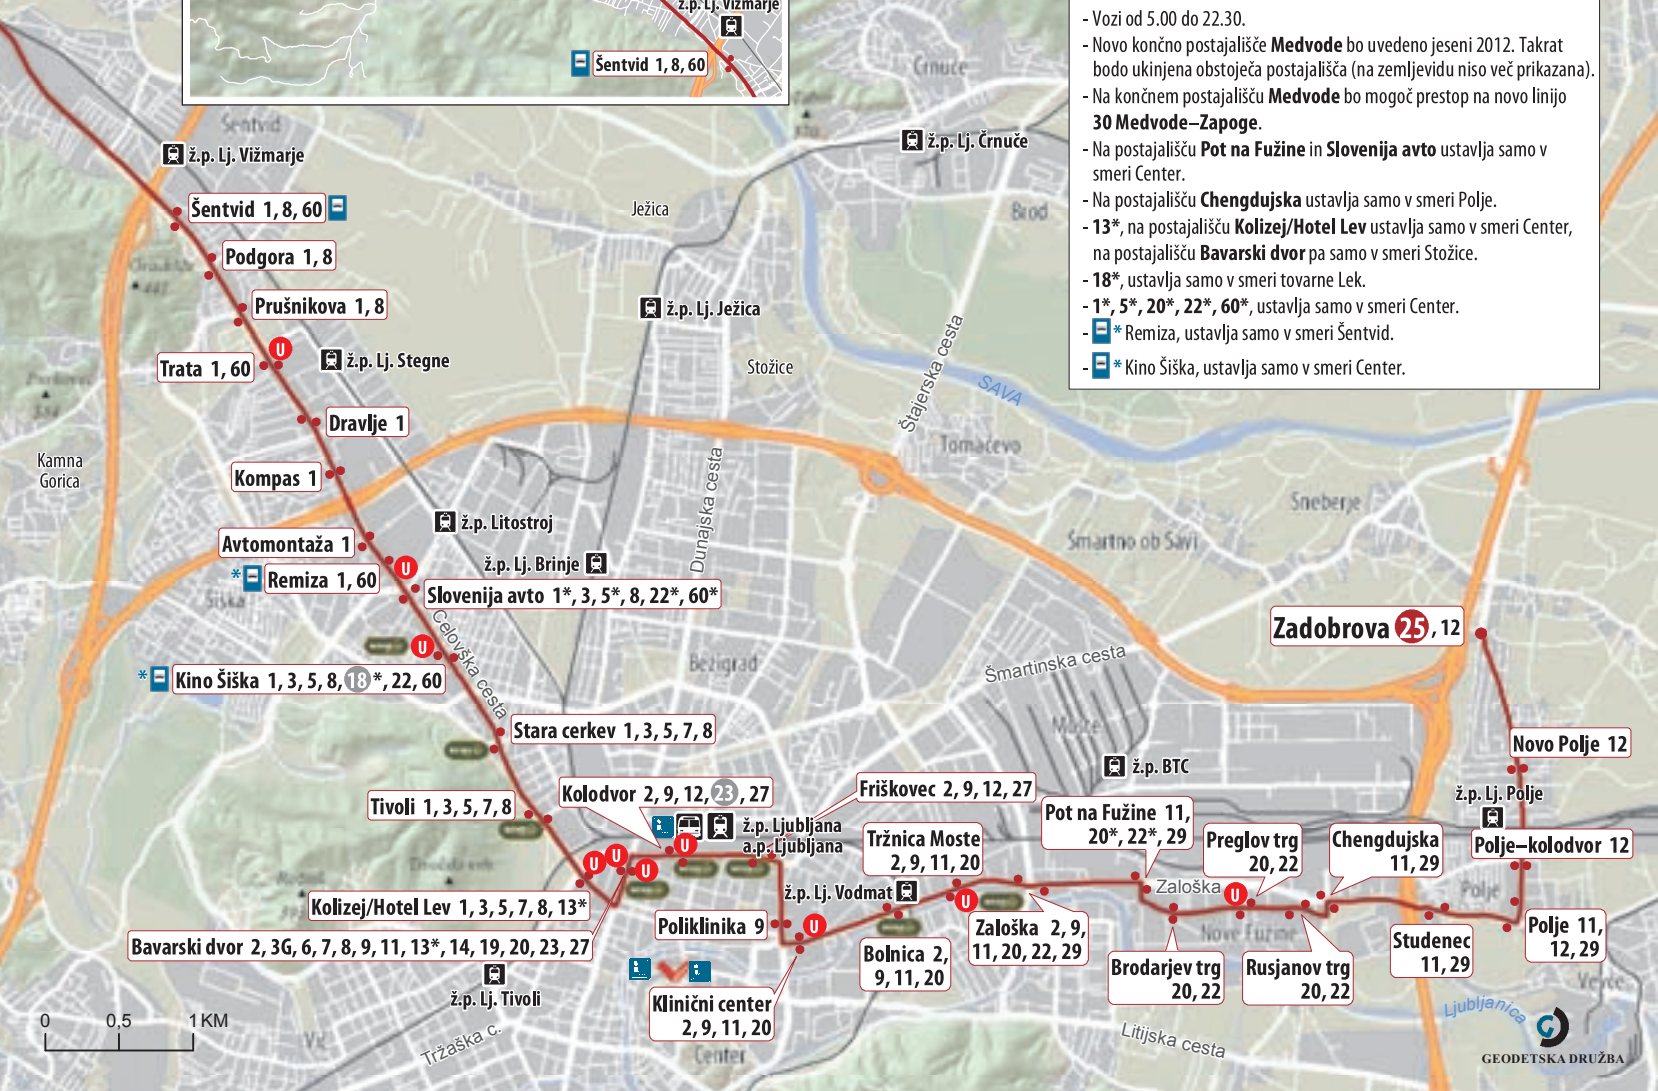 ž.p. Lj. Vižmarje
Šentvid 1, 8, 60
- Vozi od 5.00 do 22.30.
- Novo končno postajališče Medvode bo uvedeno jeseni 2012. Takrat
bodo ukinjena obstoječa postajališča (na zemljevidu niso več prikazana).
- Na končnem postajališču Medvode bo mogoč prestop na novo linijo
30 Medvode–Zapoge.
- Na postajališču Pot na Fužine in Slovenija avto ustavlja samo v
smeri Center.
- Na postajališču Chengdujska ustavlja samo v smeri Polje.
- 13*, na postajališču Kolizej/Hotel Lev ustavlja samo v smeri Center,
na postajališču Bavarski dvor pa samo v smeri Stožice.
- 18*, ustavlja samo v smeri tovarne Lek.
- 1*, 5*, 20*, 22*, 60*, ustavlja samo v smeri Center.
- * Remiza, ustavlja samo v smeri Šentvid.
- * Kino Šiška, ustavlja samo v smeri Center.
Črnuče
Šentvid
ž.p. Lj. Vižmarje
ž.p. Lj. Črnuče
Šentvid 1, 8, 60
Ježica
Brod
Podgora 1, 8
Prušnikova 1, 8
ž.p. Lj. Ježica
U
Trata 1, 60
ž.p. Lj. Stegne
Stožice
Štajerska cesta
SAVA
Dravlje 1
Tomačevo
Kamna
Gorica
Kompas 1
Dunajska cesta
Sneberje
ž.p. Litostroj
Avtomontaža 1
Šmartno ob Savi
ž.p. Lj. Brinje
U
* Remiza 1, 60
Šiška
Slovenija avto 1*, 3, 5*, 8, 22*, 60*
Celovška cesta
Zadobrova 25, 12
U
Bežigrad
Šmartinska cesta
* Kino Šiška 1, 3, 5, 8, 18*, 22, 60
Stara cerkev 1, 3, 5, 7, 8
Moste
Novo Polje 12
ž.p. BTC
Kolodvor 2, 9, 12, 23, 27
Friškovec 2, 9, 12, 27
ž.p. Lj. Polje
Tivoli 1, 3, 5, 7, 8
ž.p. Ljubljana
a.p. Ljubljana
Pot na Fužine 11,
20*, 22*, 29
Tržnica Moste
2, 9, 11, 20
Preglov trg
20, 22
Chengdujska
11, 29
Polje–kolodvor 12
U
U
U
U
ž.p. Lj. Vodmat
Zaloška
U
Polje
Kolizej/Hotel Lev 1, 3, 5, 7, 8, 13*
U
Poliklinika 9
U
Zaloška 2, 9,
11, 20, 22, 29
Nove Fužine
Polje 11,
12, 29
Bavarski dvor 2, 3G, 6, 7, 8, 9, 11, 13*, 14, 19, 20, 23, 27
Bolnica 2,
9, 11, 20
Studenec
11, 29
Brodarjev trg
20, 22
Rusjanov trg
20, 22
ž.p. Lj. Tivoli
Klinični center
2, 9, 11, 20
Vevče
Ljubljanica
0 0,5 1 KM
Vič
Tržaška c.
Center
Litijska cesta
GEODETSKA DRUŽBA